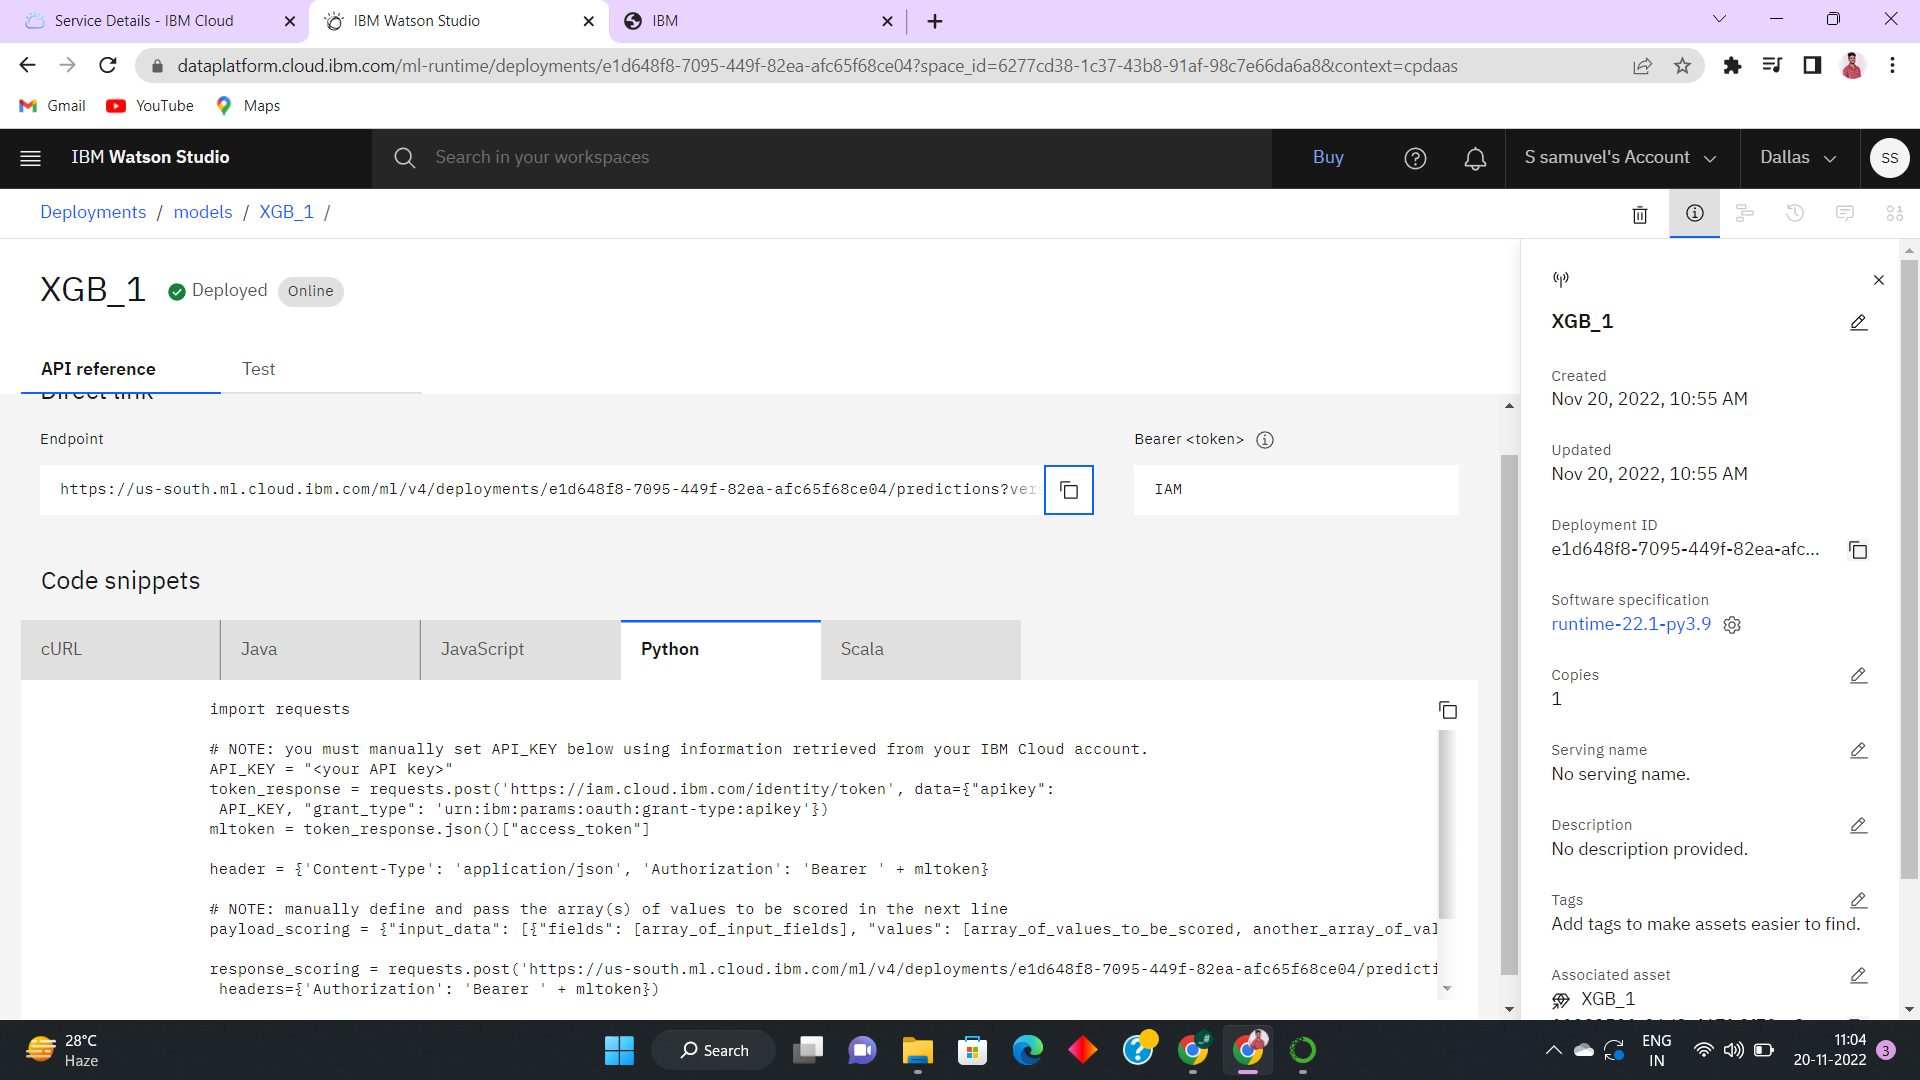 Service Details - IBM Cloud
IBM Watson Studio
IBM
dataplatform.cloud.ibm.com/ml-runtime/deployments/e1d648f8-7095-449f-82ea-afc65f68ce04?space_id=6277cd38-1c37-43b8-91af-98c7e66da6a8&context=cpdaas
Gmail
YouTube
Maps
IBM Watson Studio
Search in your workspaces
Buy
S samuvel's Account
Dallas
SS
Deployments / models / XGB_1 /
XGB_1
Deployed
Online
API reference
Test
Direct link
Endpoint
Bearer <token>
https://us-south.ml.cloud.ibm.com/ml/v4/deployments/e1d648f8-7095-449f-82ea-afc65f68ce04/predictions?ver
IAM
Code snippets
cURL
Java
JavaScript
Python
Scala
import requests
# NOTE: you must manually set API_KEY below using information retrieved from your IBM Cloud account.
API_KEY = "<your API key>"
token_response = requests.post('https://iam.cloud.ibm.com/identity/token', data={"apikey":
API_KEY, "grant_type": 'urn:ibm:params:oauth:grant-type:apikey'})
mltoken = token_response.json()["access_token"]
header = {'Content-Type': 'application/json', 'Authorization': 'Bearer ' + mltoken}
# NOTE: manually define and pass the array(s) of values to be scored in the next line
payload_scoring = {"input_data": [{"fields": [array_of_input_fields], "values": [array_of_values_to_be_scored, another_array_of_val
response_scoring = requests.post('https://us-south.ml.cloud.ibm.com/ml/v4/deployments/e1d648f8-7095-449f-82ea-afc65f68ce04/predicti
headers={'Authorization': 'Bearer ' + mltoken})
XGB_1
Created
Nov 20, 2022, 10:55 AM
Updated
Nov 20, 2022, 10:55 AM
Deployment ID
e1d648f8-7095-449f-82ea-afc...
Software specification
runtime-22.1-py3.9
Copies
1
Serving name
No serving name.
Description
No description provided.
Tags
Add tags to make assets easier to find.
Associated asset
XGB_1
28°C
Haze
Search
ENG
IN
11:04
20-11-2022
3